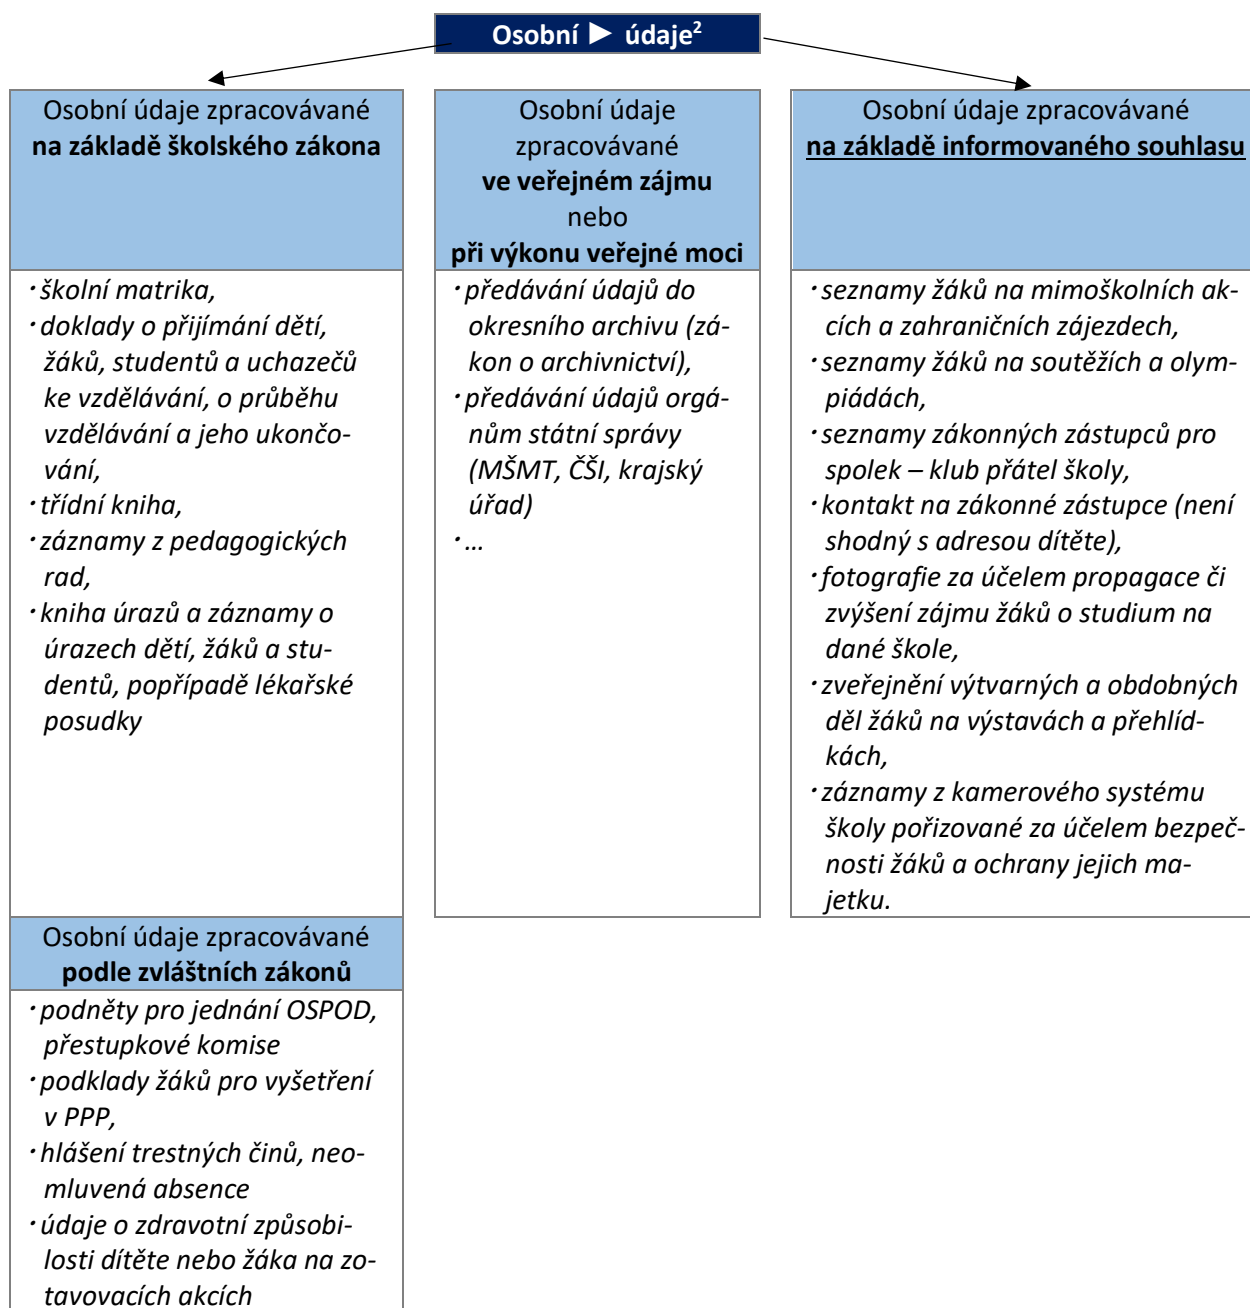 Osobní ► údaje²
Osobní údaje zpracovávané
na základě školského zákona
· školní matrika,
· doklady o přijímání dětí,
žáků, studentů a uchazečů
ke vzdělávání, o průběhu
vzdělávání a jeho ukončo-
vání,
· třídní kniha,
· záznamy z pedagogických
rad,
· kniha úrazů a záznamy o
úrazech dětí, žáků a stu-
dentů, popřípadě lékařské
posudky
Osobní údaje zpracovávané
podle zvláštních zákonů
· podněty pro jednání OSPOD,
přestupkové komise
· podklady žáků pro vyšetření
v PPP,
· hlášení trestných činů, neo-
mluvená absence
· údaje o zdravotní způsobi-
losti dítěte nebo žáka na zo-
tavovacích akcích
Osobní údaje
zpracovávané
ve veřejném zájmu
nebo
při výkonu veřejné moci
· předávání údajů do
okresního archivu (zá-
kon o archivnictví),
· předávání údajů orgá-
nům státní správy
(MŠMT, ČŠI, krajský
úřad)
· …
Osobní údaje zpracovávané
na základě informovaného souhlasu
· seznamy žáků na mimoškolních ak-
cích a zahraničních zájezdech,
· seznamy žáků na soutěžích a olym-
piádách,
· seznamy zákonných zástupců pro
spolek – klub přátel školy,
· kontakt na zákonné zástupce (není
shodný s adresou dítěte),
· fotografie za účelem propagace či
zvýšení zájmu žáků o studium na
dané škole,
· zveřejnění výtvarných a obdobných
děl žáků na výstavách a přehlíd-
kách,
· záznamy z kamerového systému
školy pořizované za účelem bezpeč-
nosti žáků a ochrany jejich ma-
jetku.